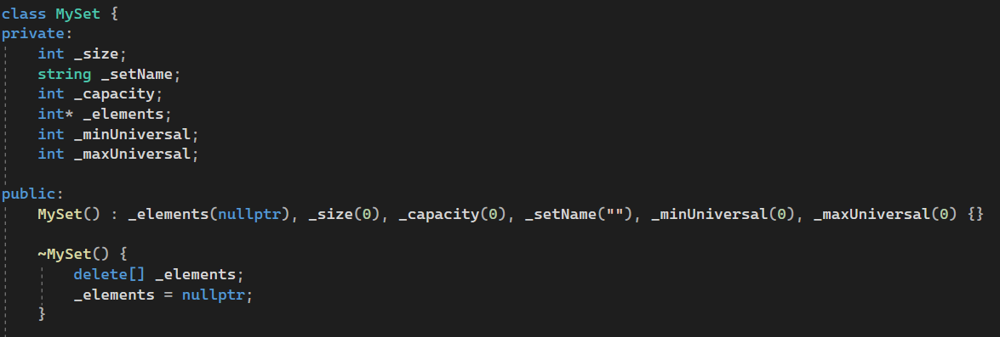 class MySet {
private:
    int _size;
    string _setName;
    int _capacity;
    int* _elements;
    int _minUniversal;
    int _maxUniversal;

public:
    MySet() : _elements(nullptr), _size(0), _capacity(0), _setName(""), _minUniversal(0), _maxUniversal(0) {}

    ~MySet() {
        delete[] _elements;
        _elements = nullptr;
    }